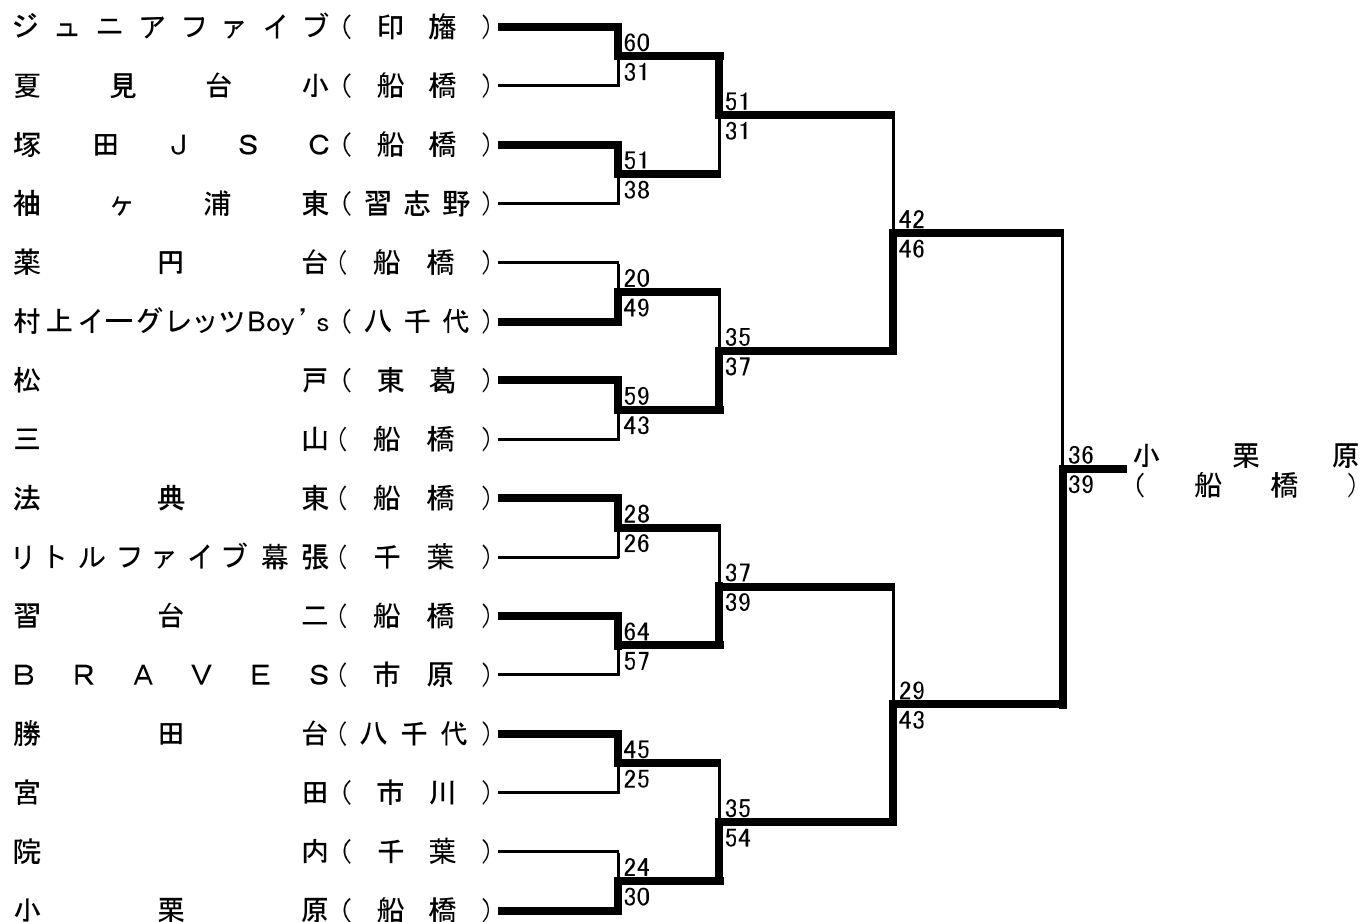 ジュニアファイブ(印旛)
60
夏見台小(船橋)
31
51
塚田JSC(船橋)
31
51
袖ヶ浦東(習志野)
38
42
46
薬円台(船橋)
20
村上イーグレッツBoy's(八千代)
49
35
松戸(東葛)
37
59
三山(船橋)
43
36
小栗原
39
(船橋)
法典東(船橋)
28
リトルファイブ幕張(千葉)
26
37
習台二(船橋)
39
64
BRAVES(市原)
57
29
43
勝田台(八千代)
45
宮田(市川)
25
35
院内(千葉)
54
24
小栗原(船橋)
30